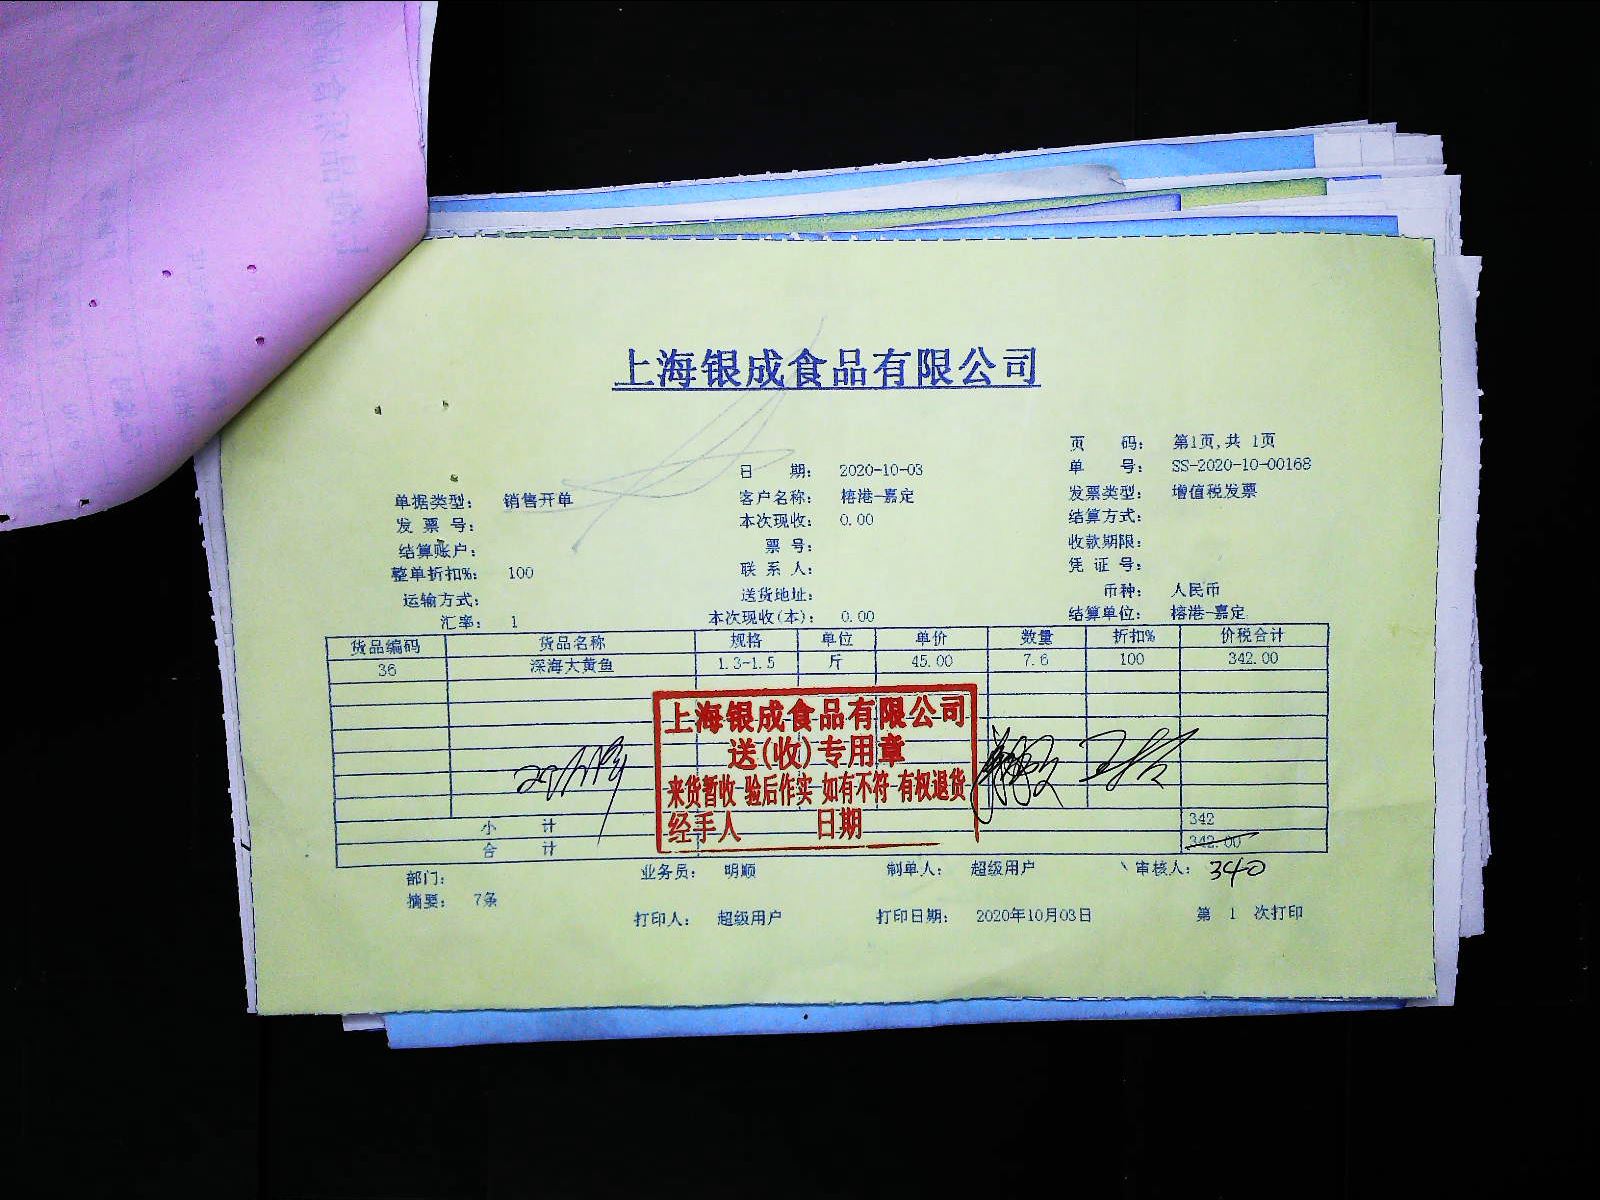 上海银成食品有限公司
页 码： 第1页,共 1页
日 期： 2020-10-03 单 号： SS-2020-10-00168
单据类型： 销售开单 客户名称： 榕港-嘉定 发票类型： 增值税发票
发 票 号： 本次现收： 0.00 结算方式：
结算账户： 票 号： 收款期限：
整单折扣%： 100 联 系 人： 凭 证 号：
运输方式： 送货地址： 币种： 人民币
汇率： 1 本次现收(本)： 0.00 结算单位： 榕港-嘉定
货品编码 货品名称 规格 单位 单价 数量 折扣% 价税合计
36 深海大黄鱼 1.3-1.5 斤 45.00 7.6 100 342.00
上海银成食品有限公司
送(收)专用章
来货暂收 验后作实 如有不符 有权退货
经手人 日期
小 计 342
合 计 342.00
部门： 业务员： 明顺 制单人： 超级用户 审核人： 340
摘要： 7条
打印人： 超级用户 打印日期： 2020年10月03日 第 1 次打印